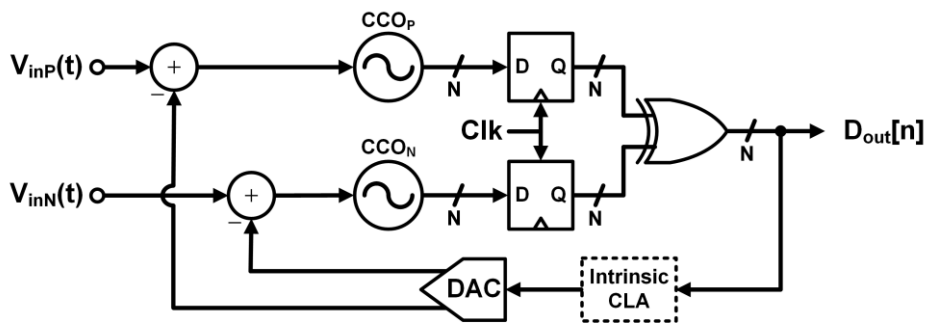 CCOP
VinP(t)
+
−
N
D Q
N
Clk
N
Dout[n]
CCON
VinN(t)
+
−
N
D Q
N
DAC
Intrinsic
CLA